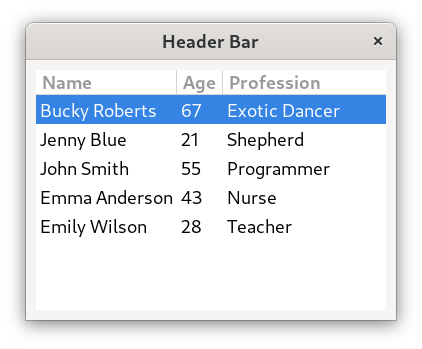 Header Bar
Name Age Profession
Bucky Roberts 67 Exotic Dancer
Jenny Blue 21 Shepherd
John Smith 55 Programmer
Emma Anderson 43 Nurse
Emily Wilson 28 Teacher